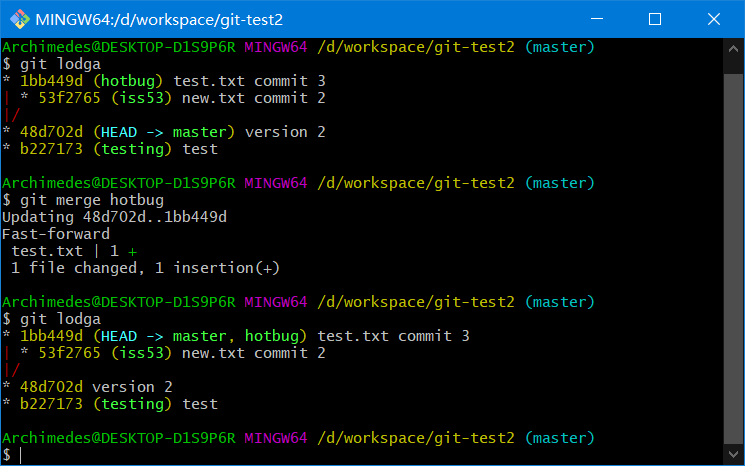 MINGW64:/d/workspace/git-test2
Archimedes@DESKTOP-D1S9P6R MINGW64 /d/workspace/git-test2 (master)
$ git lodga
* 1bb449d (hotbug) test.txt commit 3
| * 53f2765 (iss53) new.txt commit 2
|/
* 48d702d (HEAD -> master) version 2
* b227173 (testing) test
Archimedes@DESKTOP-D1S9P6R MINGW64 /d/workspace/git-test2 (master)
$ git merge hotbug
Updating 48d702d..1bb449d
Fast-forward
 test.txt | 1 +
 1 file changed, 1 insertion(+)
Archimedes@DESKTOP-D1S9P6R MINGW64 /d/workspace/git-test2 (master)
$ git lodga
* 1bb449d (HEAD -> master, hotbug) test.txt commit 3
| * 53f2765 (iss53) new.txt commit 2
|/
* 48d702d version 2
* b227173 (testing) test
Archimedes@DESKTOP-D1S9P6R MINGW64 /d/workspace/git-test2 (master)
$